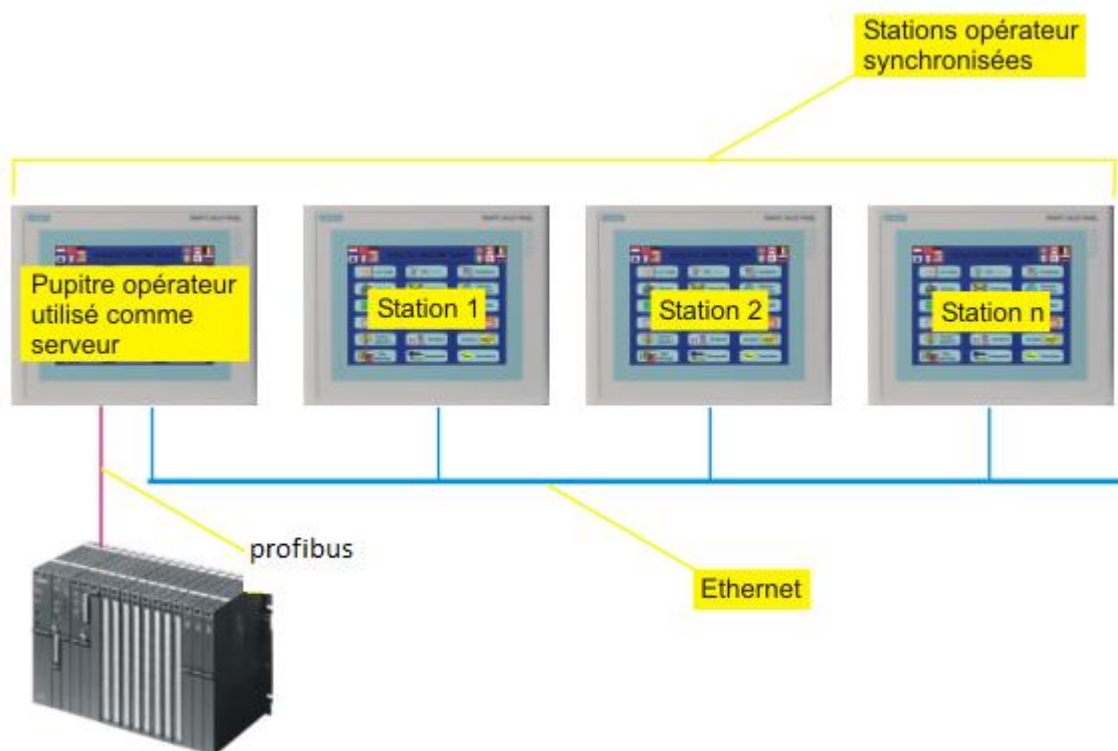 Stations opérateur
synchronisées
Pupitre opérateur
utilisé comme
serveur
Station 1
Station 2
Station n
profibus
Ethernet